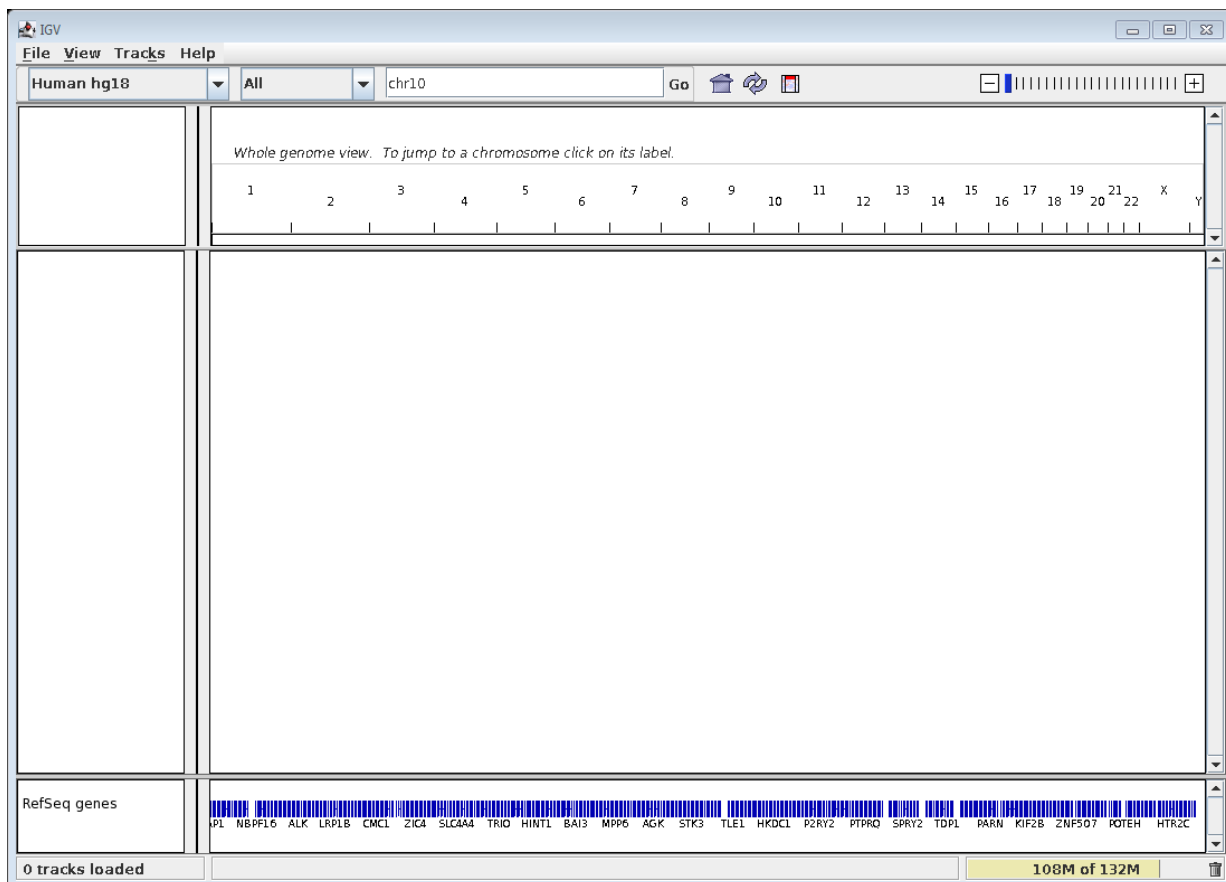 IGV
File View Tracks Help
Human hg18 All chr10 Go
Whole genome view. To jump to a chromosome click on its label.
1 2 3 4 5 6 7 8 9 10 11 12 13 14 15 16 17 18 19 20 21 22 X Y
RefSeq genes
AP1 NBPF16 ALK LRP1B CMC1 ZIC4 SLC4A4 TRIO HINT1 BAI3 MPP6 AGK STK3 TLE1 HKDC1 P2RY2 PTPRQ SPRY2 TDP1 PARN KIF2B ZNF507 POTEH HTR2C
0 tracks loaded 108M of 132M